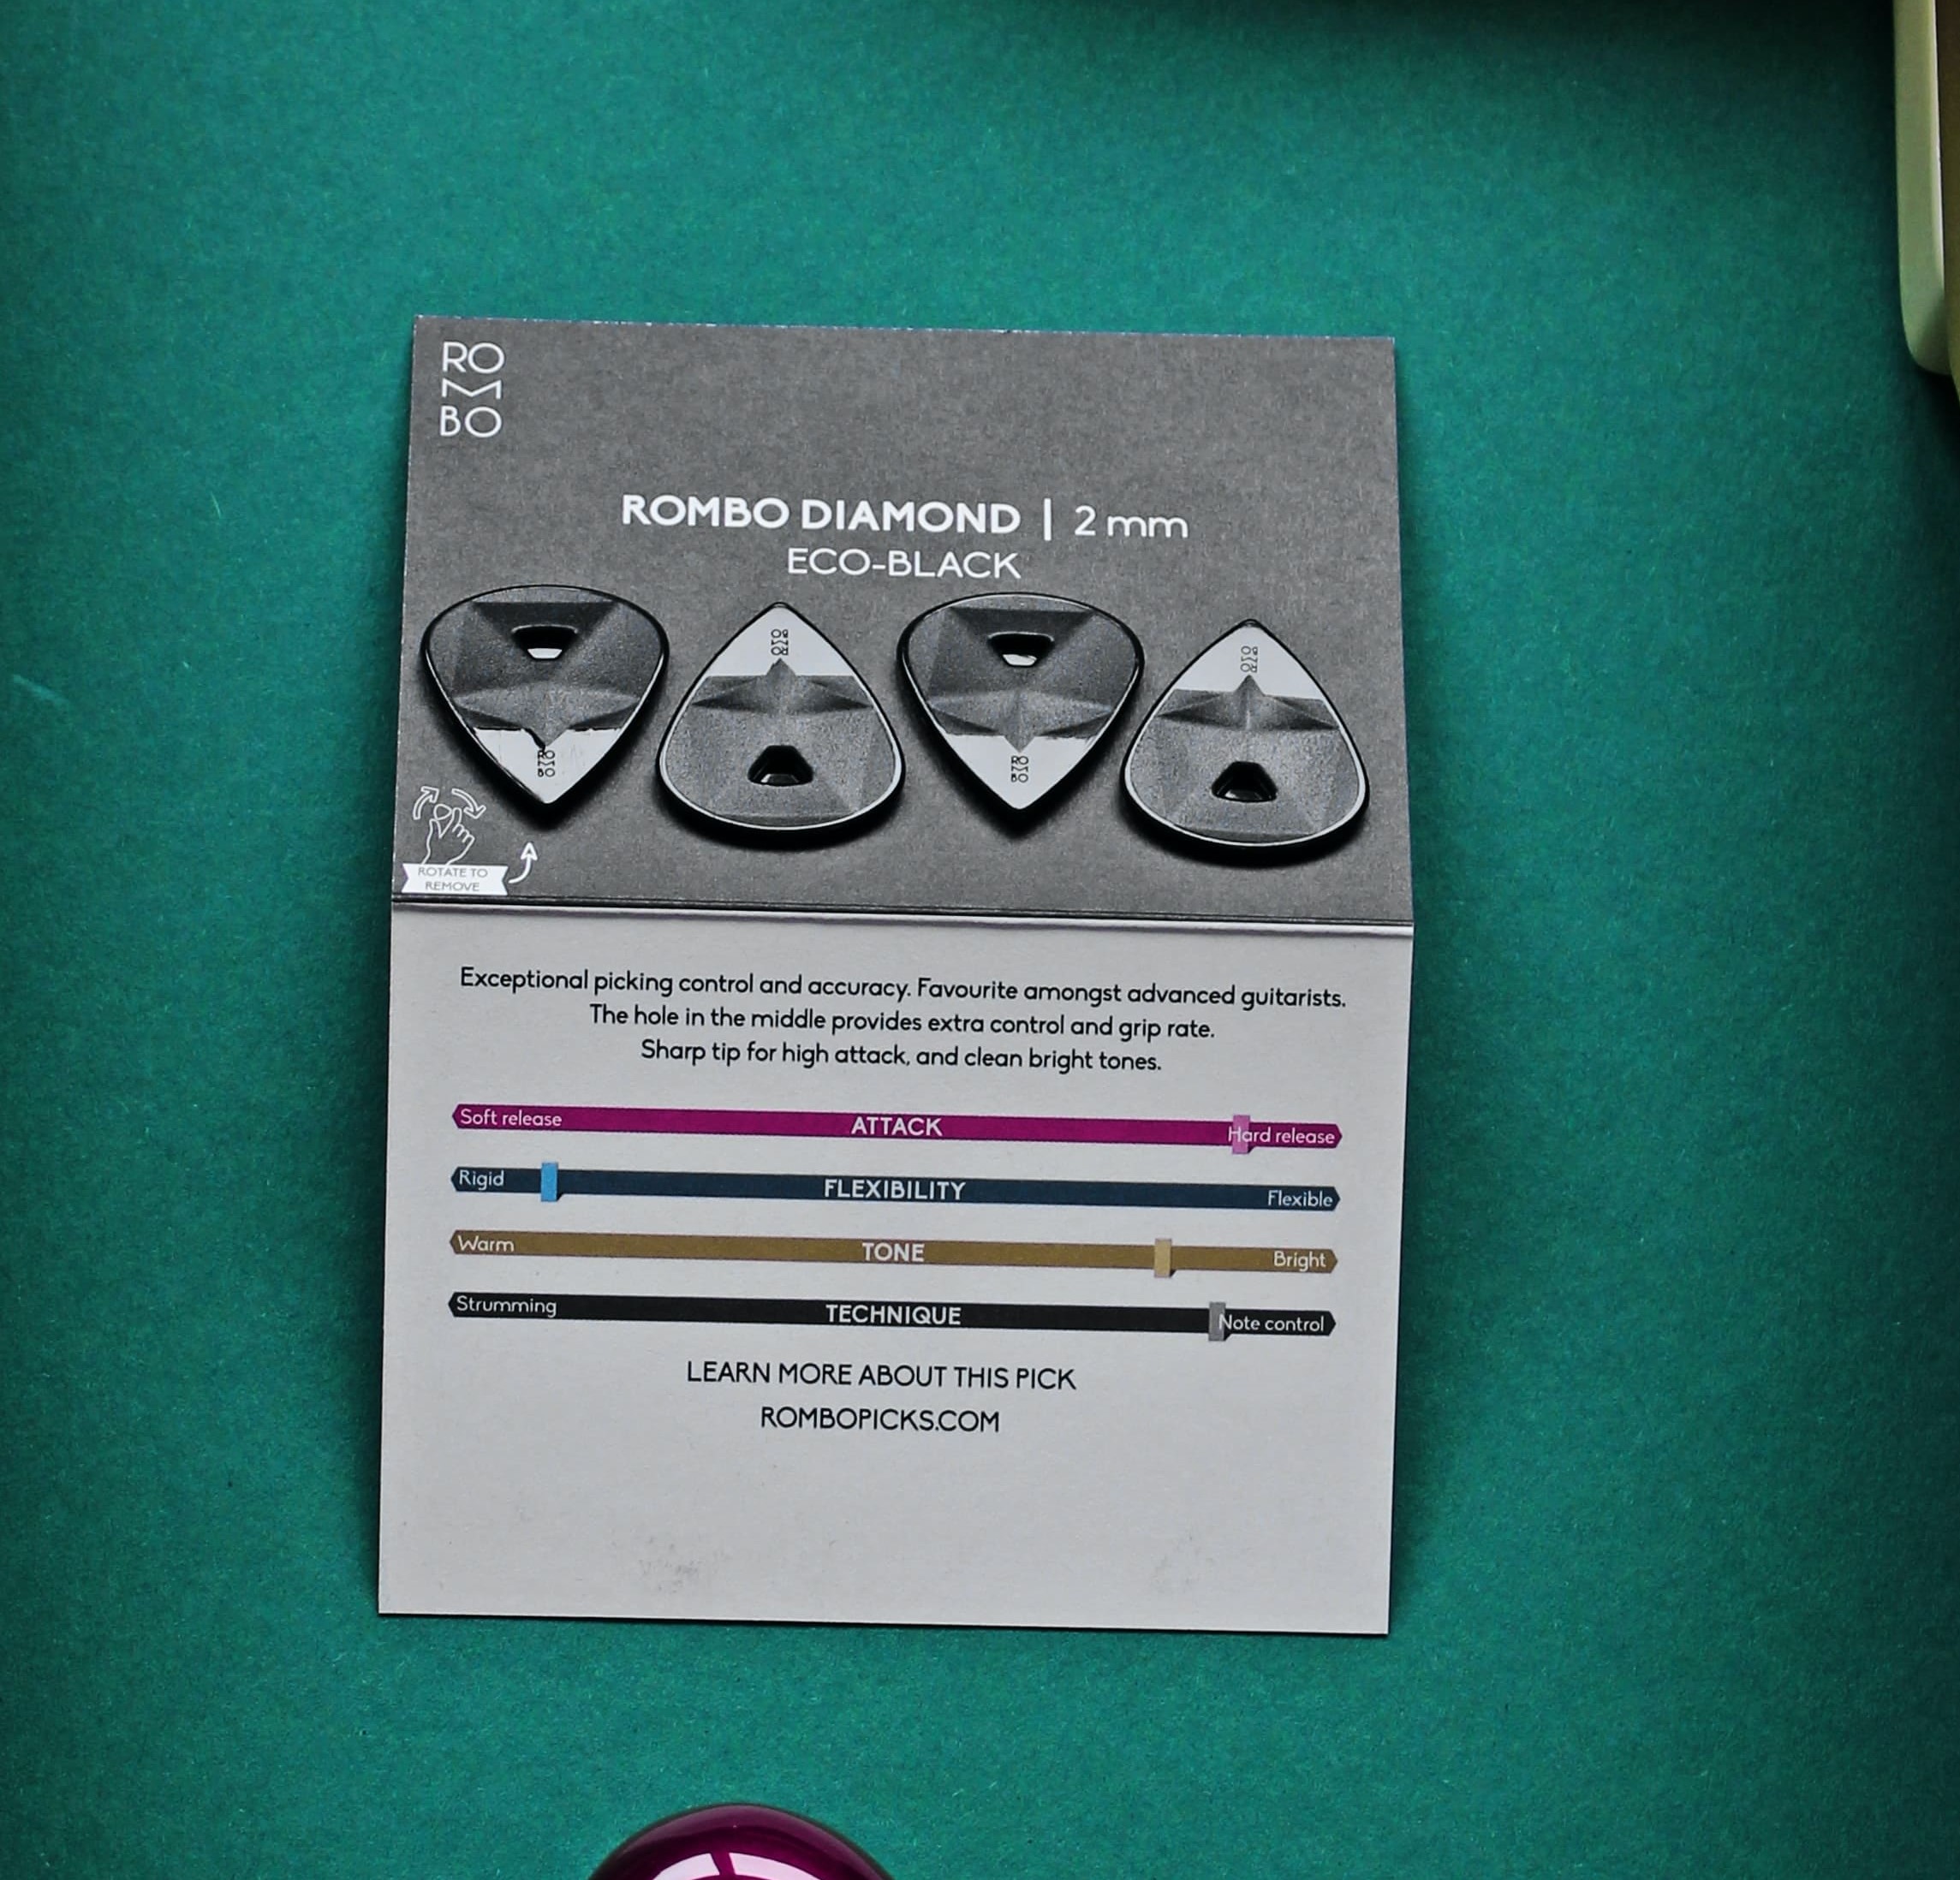 RO
M
BO
ROMBO DIAMOND | 2 mm
ECO-BLACK
ROTATE TO
REMOVE
Exceptional picking control and accuracy. Favourite amongst advanced guitarists.
The hole in the middle provides extra control and grip rate.
Sharp tip for high attack, and clean bright tones.
Soft release ATTACK Hard release
Rigid FLEXIBILITY Flexible
Warm TONE Bright
Strumming TECHNIQUE Note control
LEARN MORE ABOUT THIS PICK
ROMBOPICKS.COM